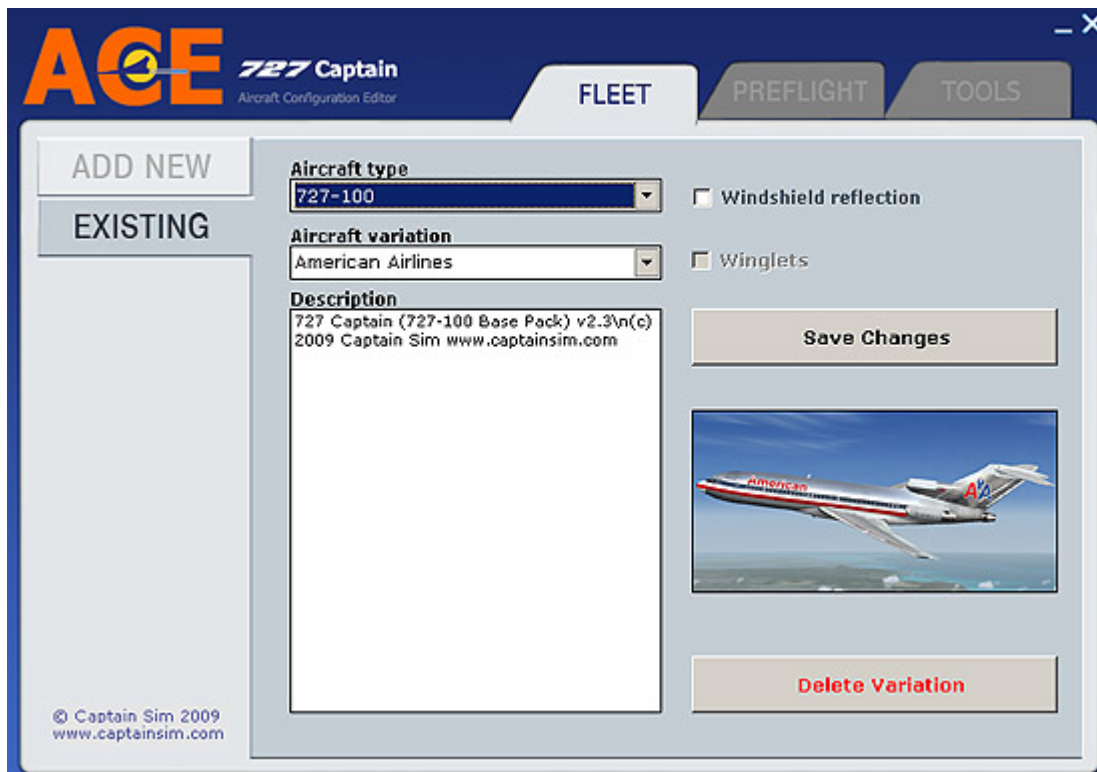 ACE
727 Captain
Aircraft Configuration Editor
FLEET
PREFLIGHT
TOOLS
ADD NEW
EXISTING
Aircraft type
727-100
Windshield reflection
Aircraft variation
American Airlines
Winglets
Description
727 Captain (727-100 Base Pack) v2.3\n(c)
2009 Captain Sim www.captainsim.com
Save Changes
American
AA
Delete Variation
© Captain Sim 2009
www.captainsim.com